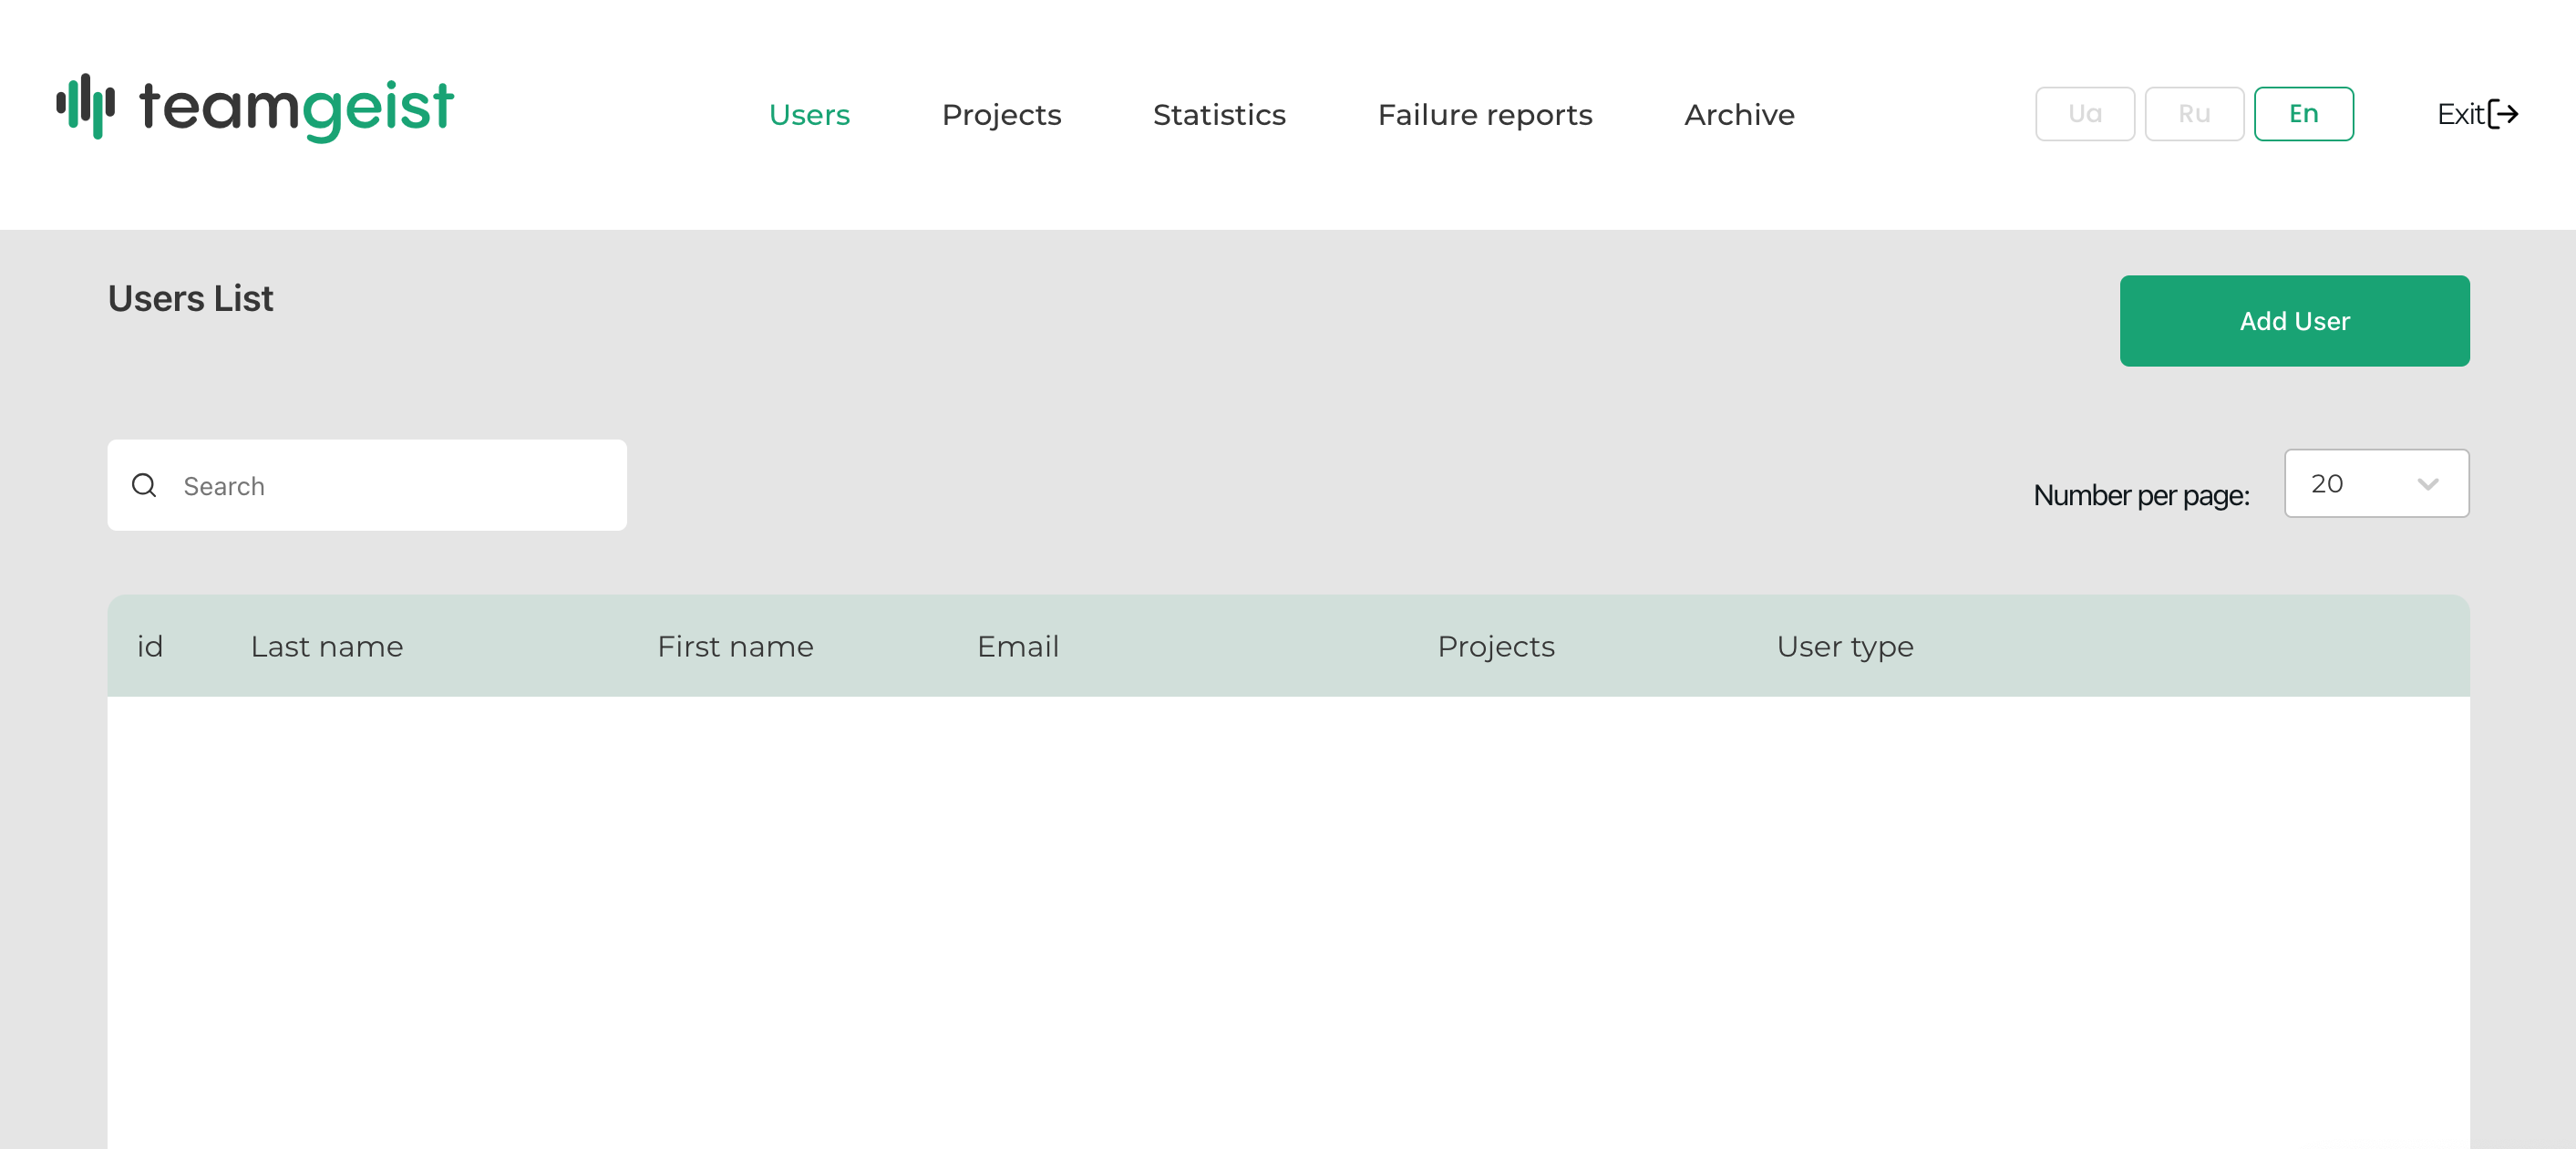 teamgeist
Users Projects Statistics Failure reports Archive
Ua Ru En
Exit
Users List
Add User
Search
Number per page: 20
id Last name First name Email Projects User type